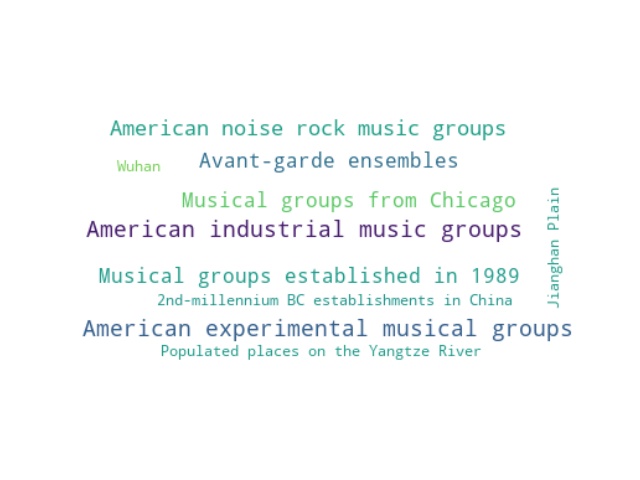 American noise rock music groups
Wuhan
Avant-garde ensembles
Musical groups from Chicago
American industrial music groups
Jianghan Plain
Musical groups established in 1989
2nd-millennium BC establishments in China
American experimental musical groups
Populated places on the Yangtze River